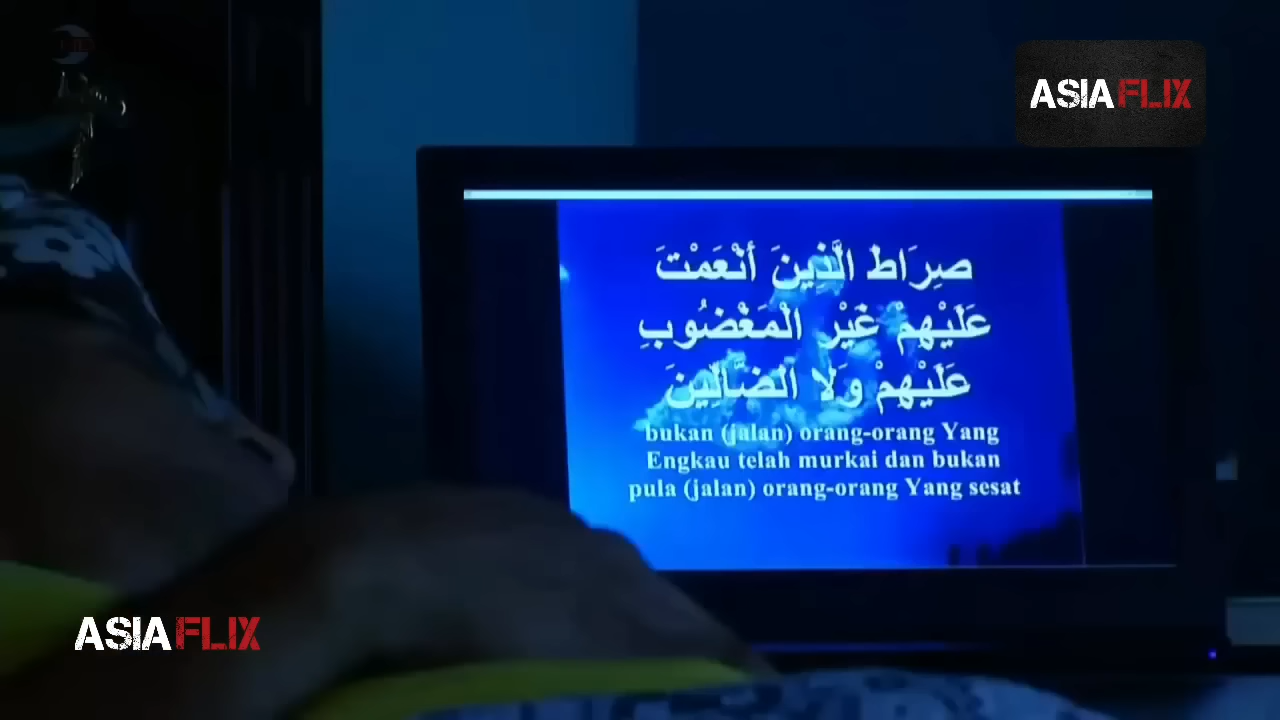 ASIAFLIX
صِرَاطَ الَّذِينَ أَنْعَمْتَ
عَلَيْهِمْ غَيْرِ الْمَغْضُوبِ
عَلَيْهِمْ وَلَا الضَّالِّينَ
bukan (jalan) orang-orang Yang
Engkau telah murkai dan bukan
pula (jalan) orang-orang Yang sesat
ASIAFLIX